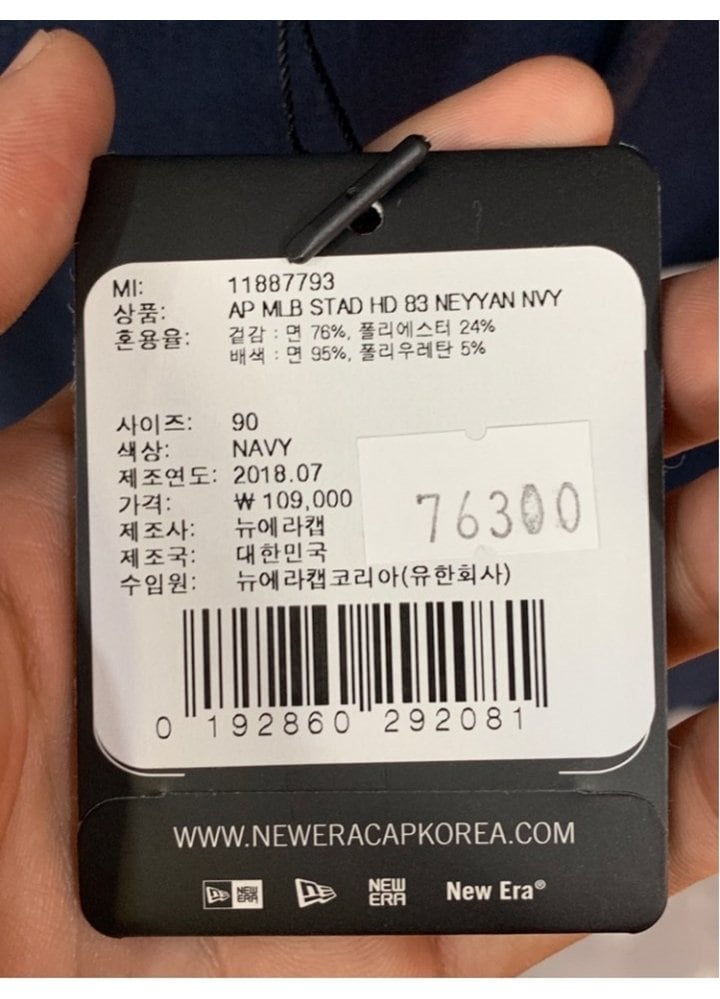 MI: 11887793
상품: AP MLB STAD HD 83 NEYYAN NVY
혼용율: 겉감 : 면 76%, 폴리에스터 24%
배색 : 면 95%, 폴리우레탄 5%
사이즈: 90
색상: NAVY
제조연도: 2018.07
가격: ₩ 109,000
76300
제조사: 뉴에라캡
제조국: 대한민국
수입원: 뉴에라캡코리아(유한회사)
0 192860 292081
WWW.NEWERACAPKOREA.COM
NEW ERA NEW ERA New Era®